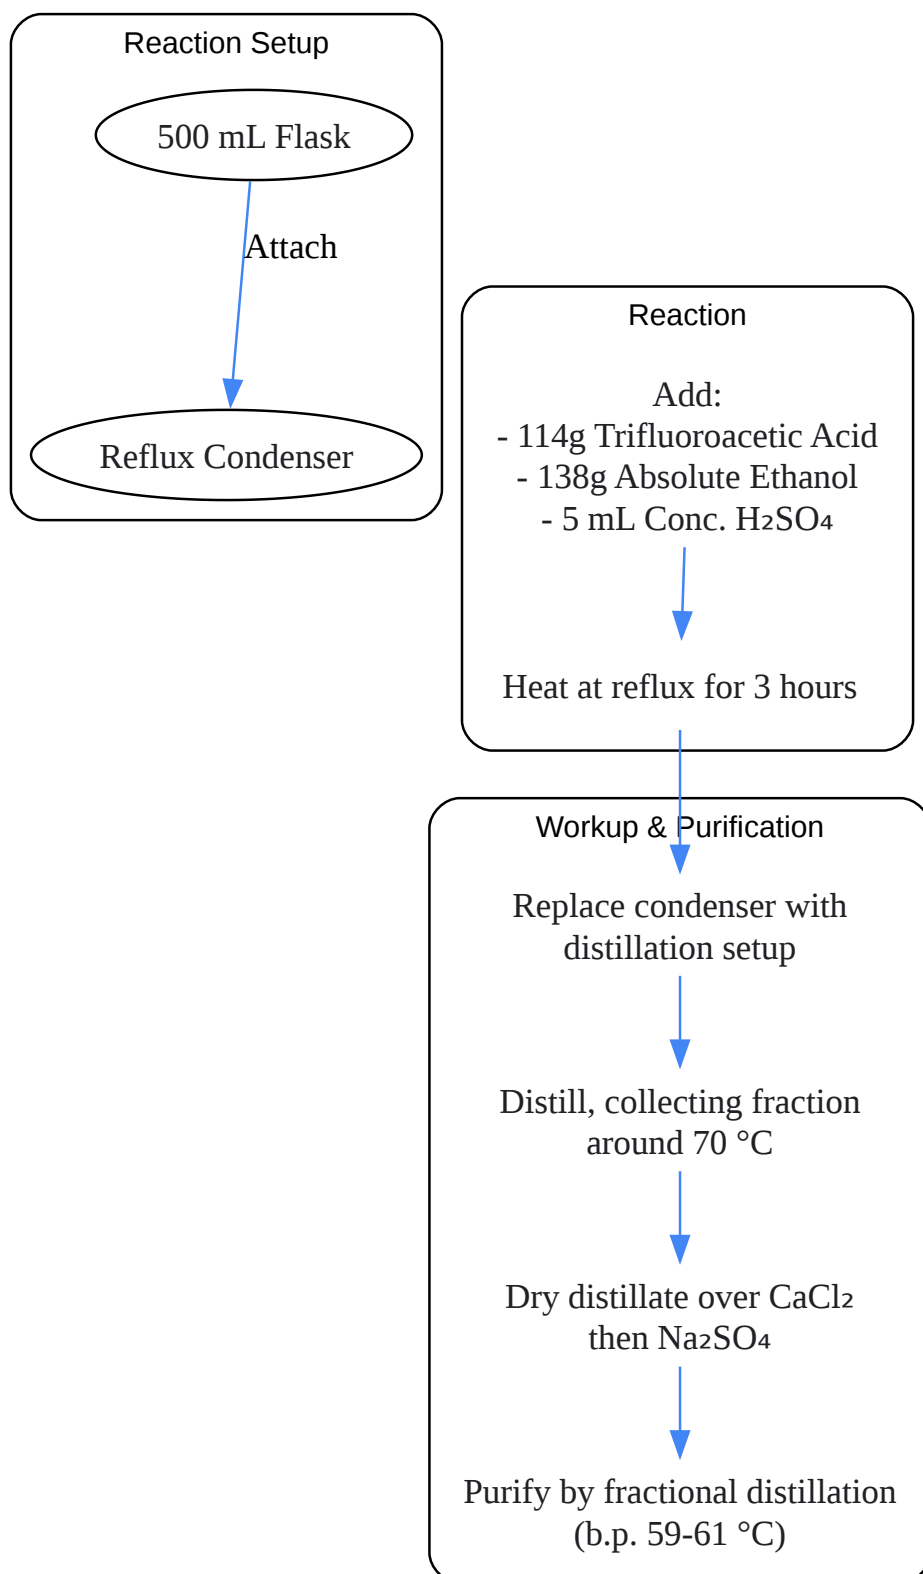 Reaction Setup
500 mL Flask
Attach
Reflux Condenser
Reaction
Add:
- 114g Trifluoroacetic Acid
- 138g Absolute Ethanol
- 5 mL Conc. H₂SO₄
Heat at reflux for 3 hours
Workup & Purification
Replace condenser with
distillation setup
Distill, collecting fraction
around 70 °C
Dry distillate over CaCl₂
then Na₂SO₄
Purify by fractional distillation
(b.p. 59-61 °C)